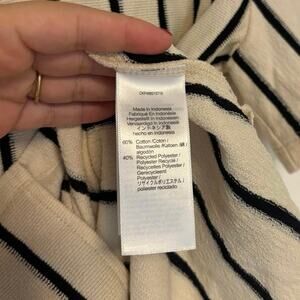 Made in Indonesia
Fabriqué En Indonésie
Hergestellt in Indonesien
Vervaardigd in Indonesië
インドネシア製
hecho en Indonesia
60% Cotton / Coton /
Baumwolle / Katoen / 綿 /
algodón
40% Recycled Polyester /
Polyester Recyclé /
Recyceltes Polyester /
Gerecycleerd
Polyester /
リサイクルポリエステル /
poliéster reciclado